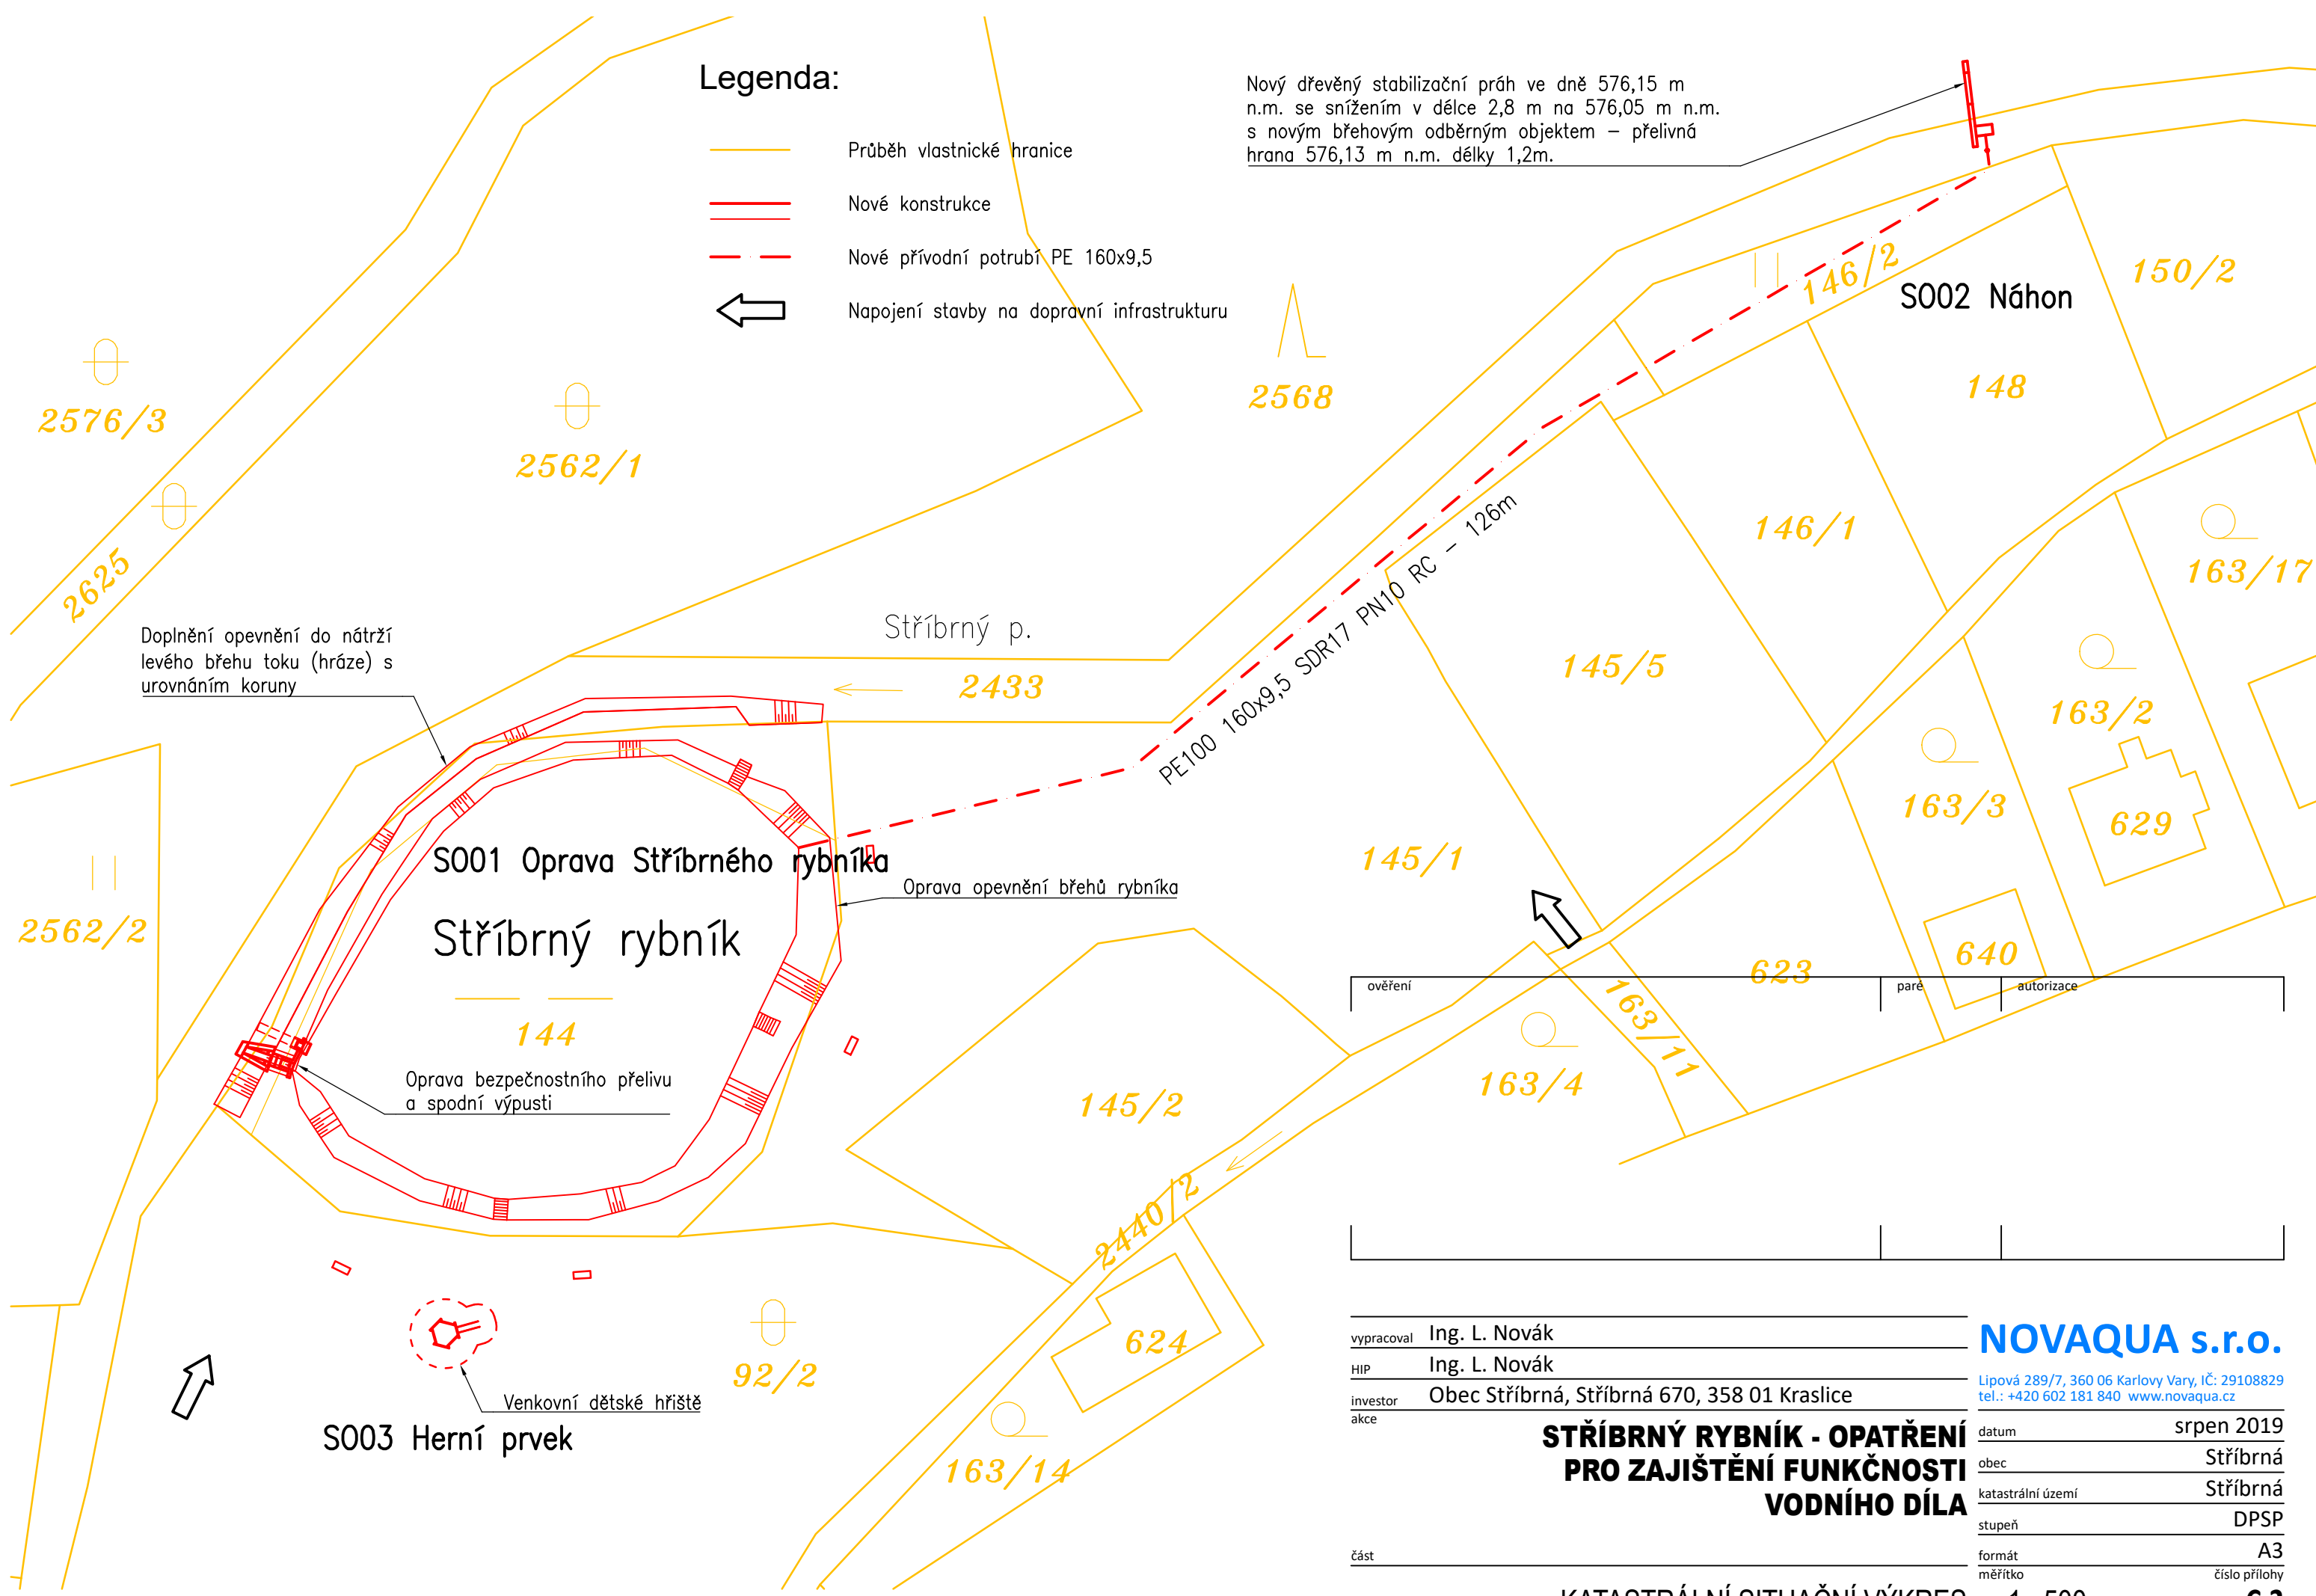 Legenda:
Průběh vlastnické hranice
Nové konstrukce
Nové přívodní potrubí PE 160x9,5
Napojení stavby na dopravní infrastrukturu
Nový dřevěný stabilizační práh ve dně 576,15 m
n.m. se snížením v délce 2,8 m na 576,05 m n.m.
s novým břehovým odběrným objektem – přelivná
hrana 576,13 m n.m. délky 1,2m.
146/2
150/2
SO02 Náhon
148
2568
2576/3
2562/1
2625
146/1
163/17
PE100 160x9,5 SDR17 PN10 RC – 126m
Doplnění opevnění do nátrží
levého břehu toku (hráze) s
urovnáním koruny
Stříbrný p.
2433
145/5
163/2
163/3
629
SO01 Oprava Stříbrného rybníka
145/1
Oprava opevnění břehů rybníka
2562/2
Stříbrný rybník
144
640
623
ověření
paré
autorizace
163/11
163/4
Oprava bezpečnostního přelivu
a spodní výpusti
145/2
2440/2
624
92/2
Venkovní dětské hřiště
SO03 Herní prvek
163/14
vypracoval Ing. L. Novák
HIP Ing. L. Novák
investor Obec Stříbrná, Stříbrná 670, 358 01 Kraslice
NOVAQUA s.r.o.
Lipová 289/7, 360 06 Karlovy Vary, IČ: 29108829
tel.: +420 602 181 840 www.novaqua.cz
akce
STŘÍBRNÝ RYBNÍK - OPATŘENÍ
PRO ZAJIŠTĚNÍ FUNKČNOSTI
VODNÍHO DÍLA
datum srpen 2019
obec Stříbrná
katastrální území Stříbrná
stupeň DPSP
formát A3
část
měřítko
číslo přílohy
KATASTRÁLNÍ SITUAČNÍ VÝKRES